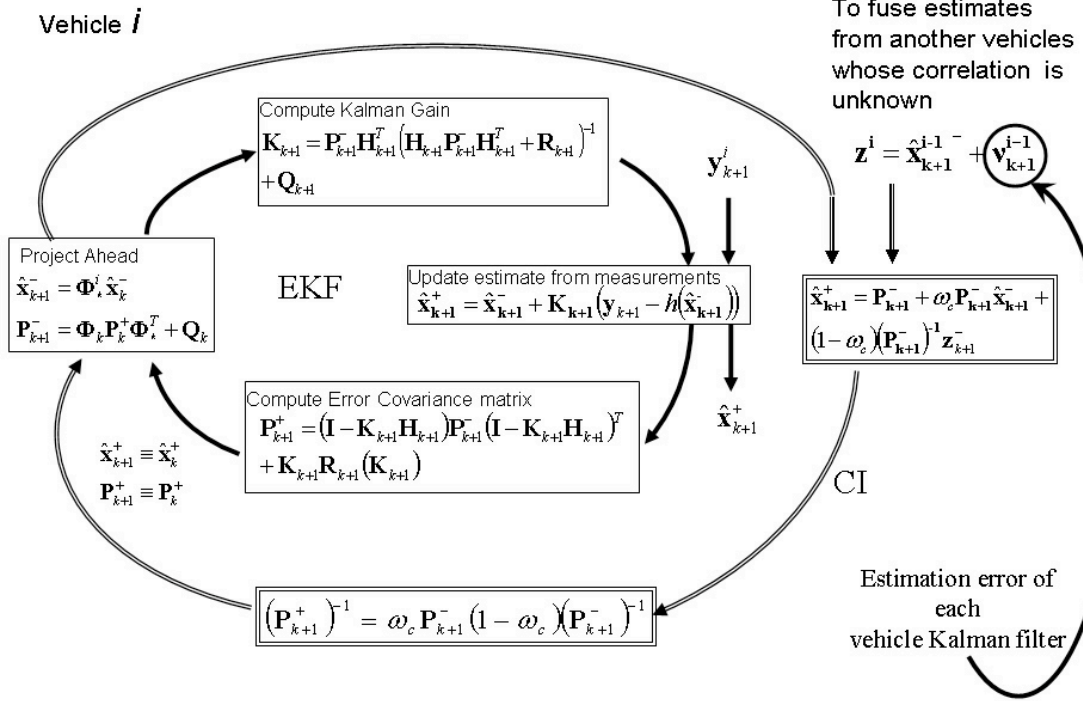 Vehicle i
To fuse estimates
from another vehicles
whose correlation is
unknown
Compute Kalman Gain
K_{k+1} = P^-_{k+1} H^T_{k+1} (H_{k+1} P^-_{k+1} H^T_{k+1} + R_{k+1})^{-1}
+ Q_{k+1}
y^i_{k+1}
z^i = x̂^{i-1 -}_{k+1} + v^{i-1}_{k+1}
Project Ahead
x̂^-_{k+1} = Φ^i_k x̂^-_k
P^-_{k+1} = Φ_k P^+_k Φ^T_k + Q_k
EKF
Update estimate from measurements
x̂^+_{k+1} = x̂^-_{k+1} + K_{k+1} (y_{k+1} - h(x̂^-_{k+1}))
x̂^+_{k+1} = P^-_{k+1} + ω_c P^-_{k+1} x̂^-_{k+1} +
(1 - ω_c)(P^-_{k+1})^{-1} z^-_{k+1}
Compute Error Covariance matrix
P^+_{k+1} = (I - K_{k+1} H_{k+1}) P^-_{k+1} (I - K_{k+1} H_{k+1})^T
+ K_{k+1} R_{k+1} (K_{k+1})
x̂^+_{k+1}
x̂^+_{k+1} ≡ x̂^+_k
P^+_{k+1} ≡ P^+_k
CI
(P^+_{k+1})^{-1} = ω_c P^-_{k+1} (1 - ω_c)(P^-_{k+1})^{-1}
Estimation error of
each
vehicle Kalman filter